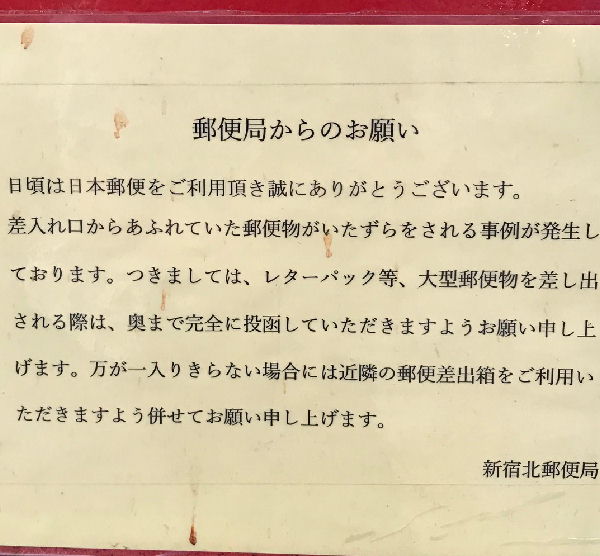 郵便局からのお願い
日頃は日本郵便をご利用頂き誠にありがとうございます。
差入れ口からあふれていた郵便物がいたずらをされる事例が発生し
ております。つきましては、レターパック等、大型郵便物を差し出
される際は、奥まで完全に投函していただきますようお願い申し上
げます。万が一入りきらない場合には近隣の郵便差出箱をご利用い
ただきますよう併せてお願い申し上げます。
新宿北郵便局